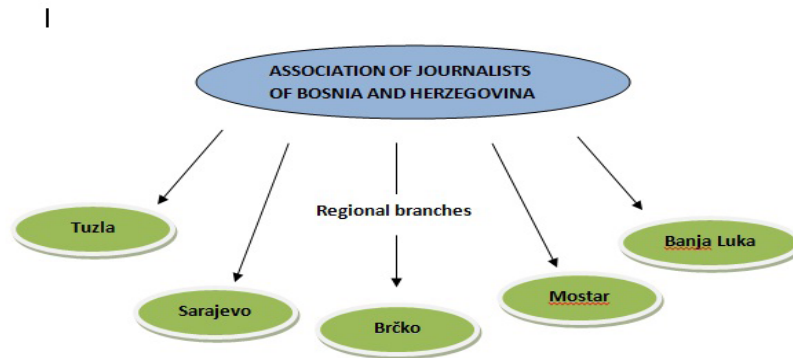 ASSOCIATION OF JOURNALISTS
OF BOSNIA AND HERZEGOVINA
Regional branches
Tuzla
Sarajevo
Brčko
Mostar
Banja Luka